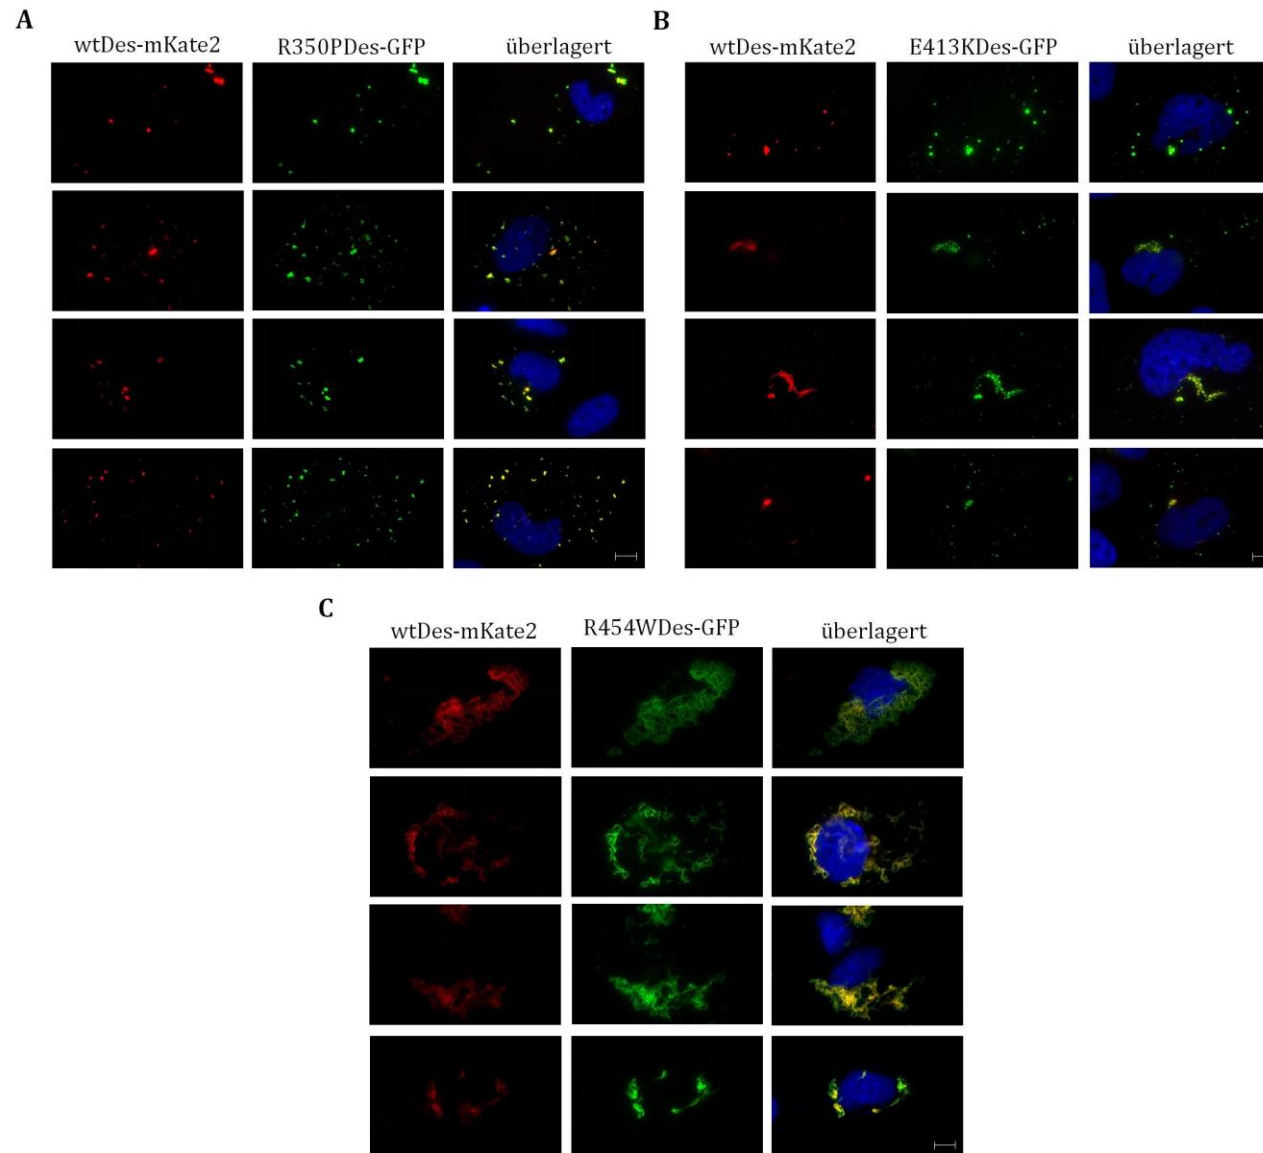 A
wtDes-mKate2 R350PDes-GFP überlagert
B
wtDes-mKate2 E413KDes-GFP überlagert
C
wtDes-mKate2 R454WDes-GFP überlagert